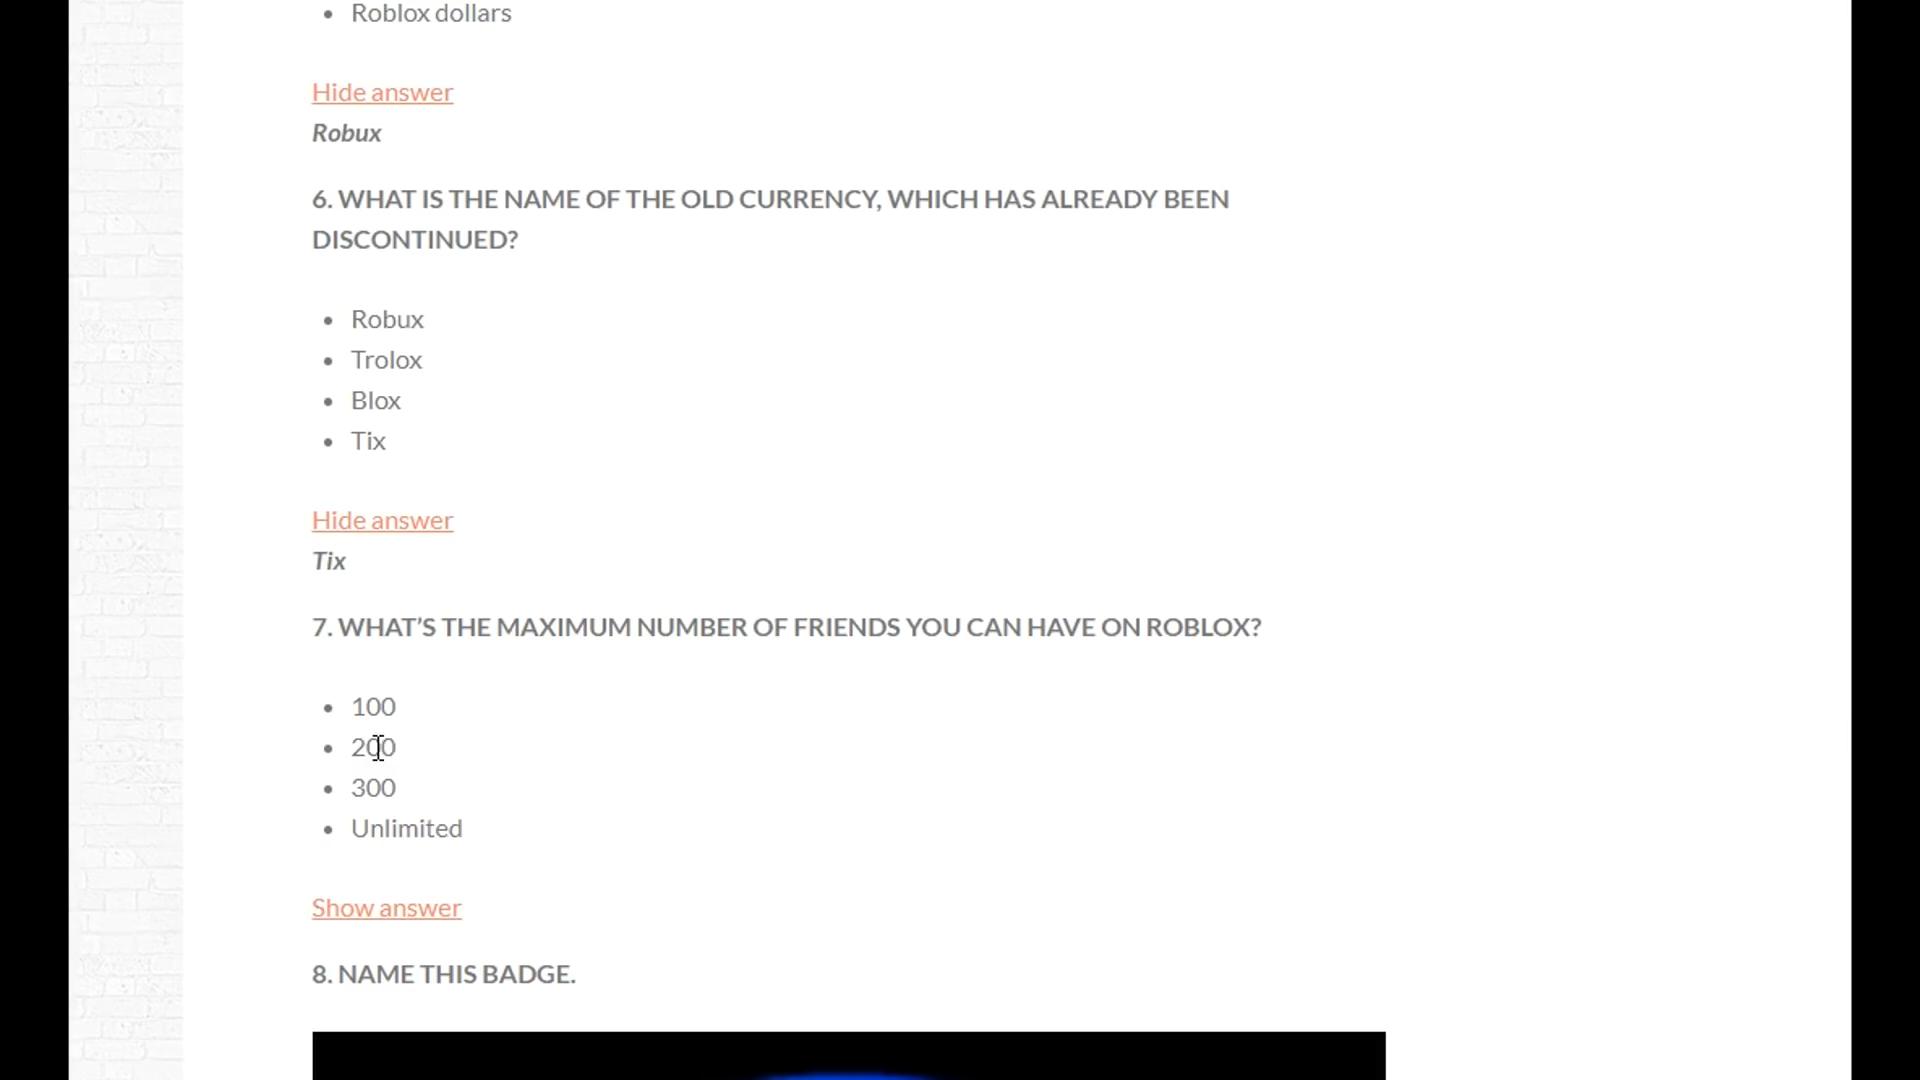 Roblox dollars
Hide answer
Robux
6. WHAT IS THE NAME OF THE OLD CURRENCY, WHICH HAS ALREADY BEEN
DISCONTINUED?
Robux
Trolox
Blox
Tix
Hide answer
Tix
7. WHAT’S THE MAXIMUM NUMBER OF FRIENDS YOU CAN HAVE ON ROBLOX?
100
200
300
Unlimited
Show answer
8. NAME THIS BADGE.